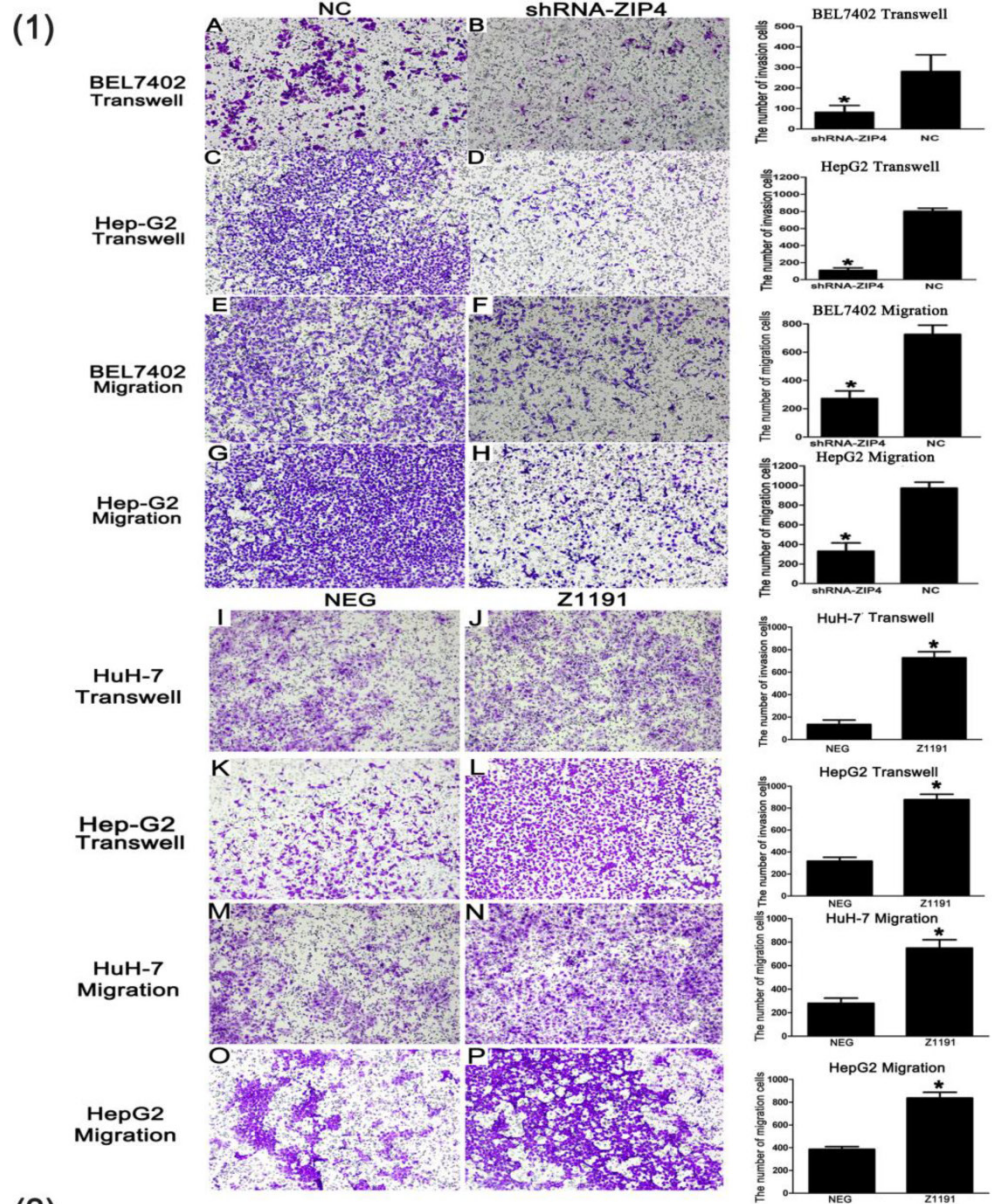 (1)
NC shRNA-ZIP4
A B
BEL7402
Transwell
BEL7402 Transwell
The number of invasion cells
500
400
300
200
100
0
*
shRNA-ZIP4 NC
C D
Hep-G2
Transwell
HepG2 Transwell
The number of invasion cells
1200
1000
800
600
400
200
0
*
shRNA-ZIP4 NC
E F
BEL7402
Migration
BEL7402 Migration
The number of migration cells
800
600
400
200
0
*
shRNA-ZIP4 NC
G H
Hep-G2
Migration
HepG2 Migration
The number of migration cells
1200
1000
800
600
400
200
0
*
shRNA-ZIP4 NC
NEG Z1191
I J
HuH-7
Transwell
HuH-7 Transwell
The number of invasion cells
1000
800
600
400
200
0
*
NEG Z1191
K L
Hep-G2
Transwell
HepG2 Transwell
The number of invasion cells
1000
800
600
400
200
0
*
NEG Z1191
M N
HuH-7
Migration
HuH-7 Migration
The number of migration cells
1000
800
600
400
200
0
*
NEG Z1191
O P
HepG2
Migration
HepG2 Migration
The number of migration cells
1000
800
600
400
200
0
*
NEG Z1191